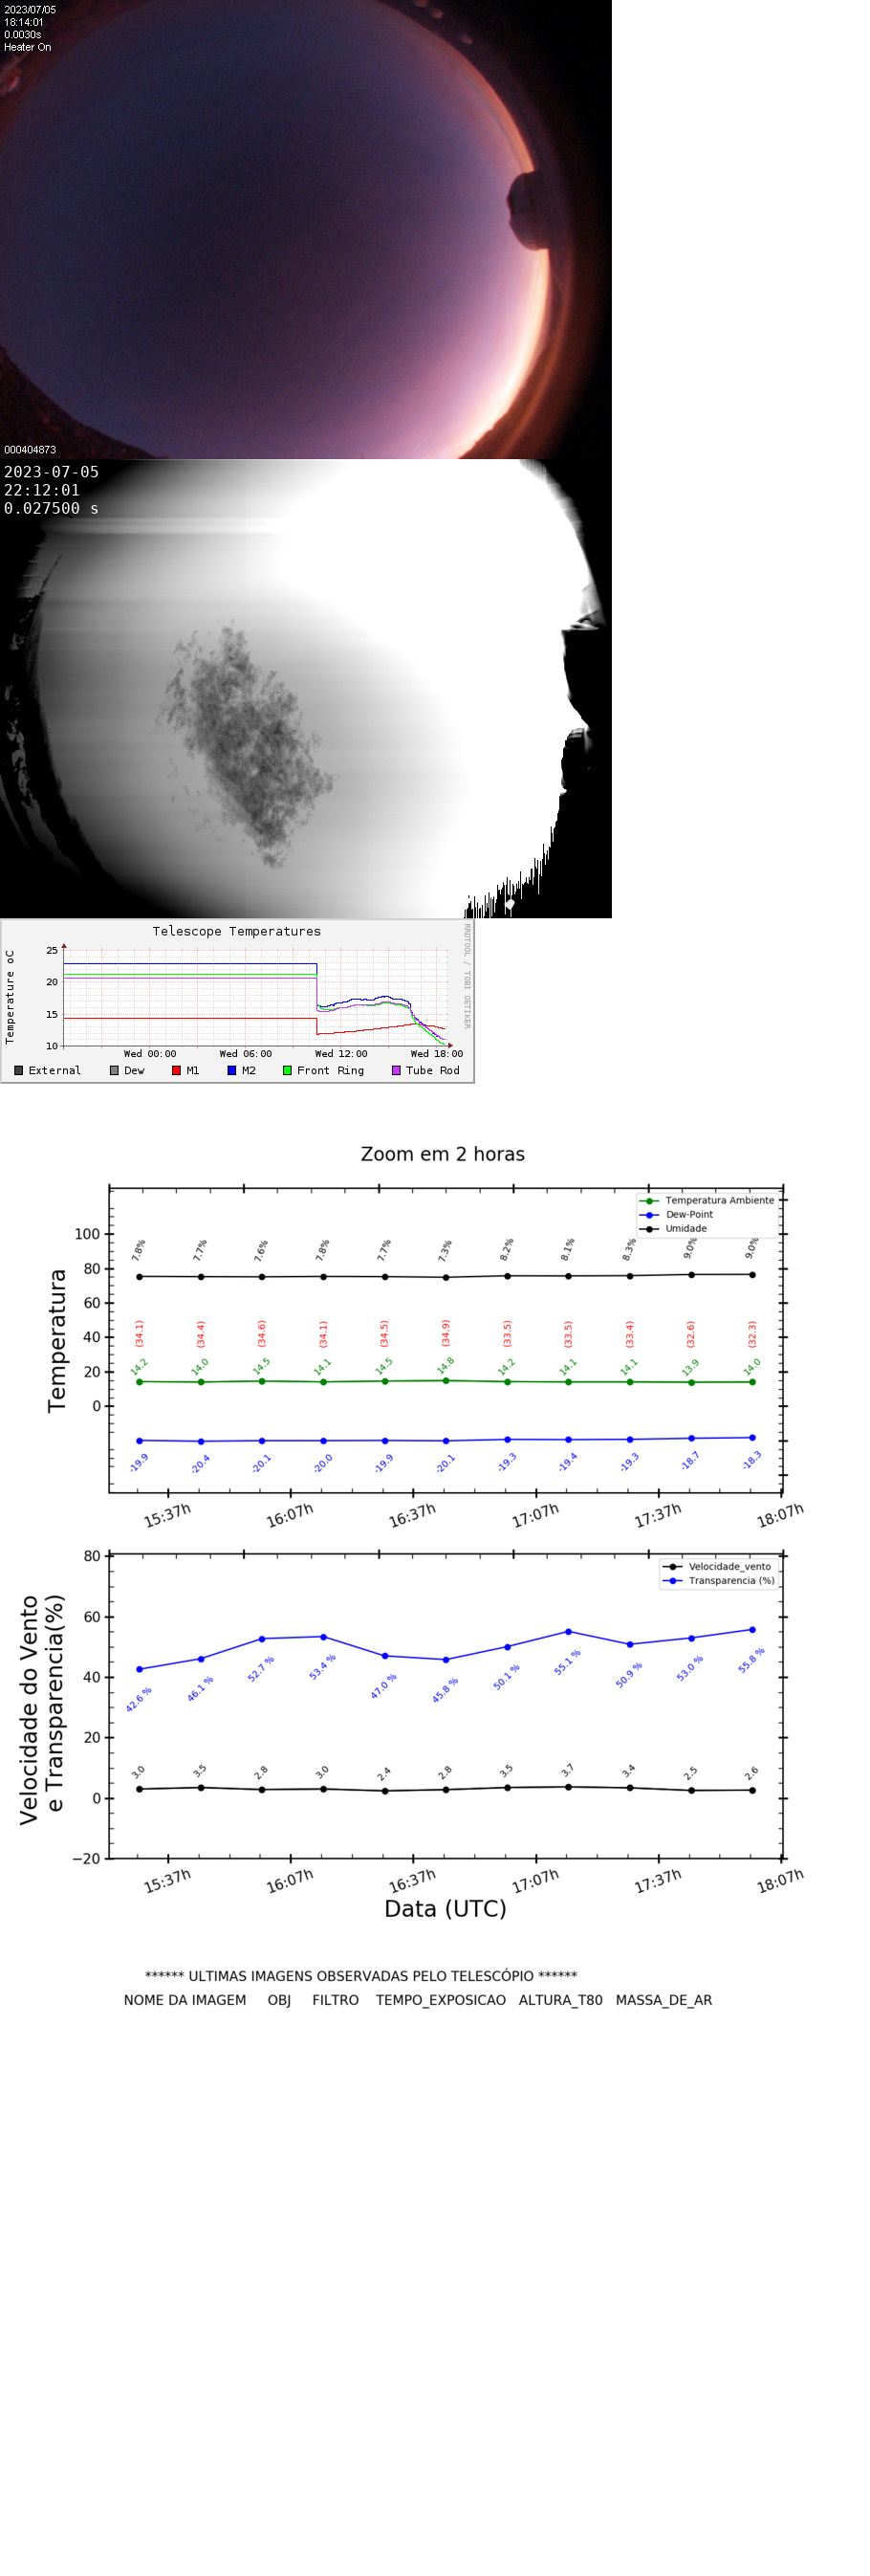 2023/07/05
18:14:01
0.0030s
Heater On
000404873
2023-07-05
22:12:01
0.027500 s
Telescope Temperatures
RRDTOOL / TOBI OETIKER
Temperature oC
25
20
15
10
Wed 00:00 Wed 06:00 Wed 12:00 Wed 18:00
External Dew M1 M2 Front Ring Tube Rod
Zoom em 2 horas
Temperatura Ambiente
Dew-Point
Umidade
Temperatura
100
80
60
40
20
0
7.8% 7.7% 7.6% 7.8% 7.7% 7.3% 8.2% 8.1% 8.3% 9.0% 9.0%
(34.1) (34.4) (34.6) (34.1) (34.5) (34.9) (33.5) (33.5) (33.4) (32.6) (32.3)
14.2 14.0 14.5 14.1 14.5 14.8 14.2 14.1 14.1 13.9 14.0
-19.9 -20.4 -20.1 -20.0 -19.9 -20.1 -19.3 -19.4 -19.3 -18.7 -18.3
15:37h 16:07h 16:37h 17:07h 17:37h 18:07h
Velocidade_vento
Transparencia (%)
Velocidade do Vento
e Transparencia(%)
80
60
40
20
0
−20
42.6 % 46.1 % 52.7 % 53.4 % 47.0 % 45.8 % 50.1 % 55.1 % 50.9 % 53.0 % 55.8 %
3.0 3.5 2.8 3.0 2.4 2.8 3.5 3.7 3.4 2.5 2.6
15:37h 16:07h 16:37h 17:07h 17:37h 18:07h
Data (UTC)
****** ULTIMAS IMAGENS OBSERVADAS PELO TELESCÓPIO ******
NOME DA IMAGEM OBJ FILTRO TEMPO_EXPOSICAO ALTURA_T80 MASSA_DE_AR